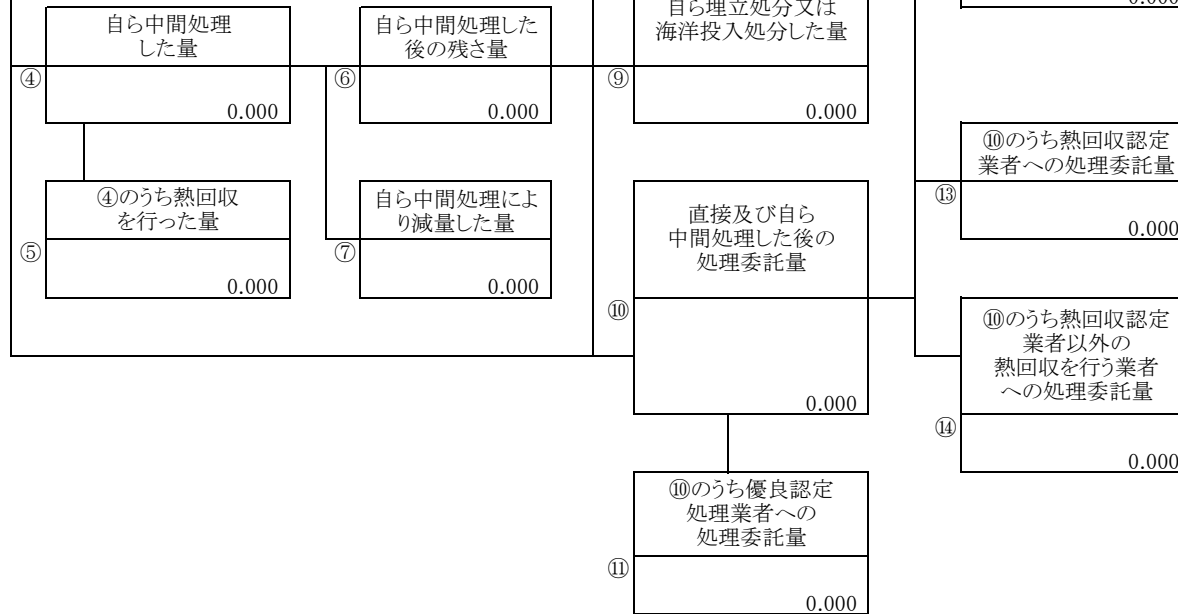 自ら中間処理
した量
④
0.000
自ら中間処理した
後の残さ量
⑥
0.000
自ら埋立処分又は
海洋投入処分した量
⑨
0.000
0.000
④のうち熱回収
を行った量
⑤
0.000
自ら中間処理によ
り減量した量
⑦
0.000
直接及び自ら
中間処理した後の
処理委託量
⑩
0.000
⑩のうち熱回収認定
業者への処理委託量
⑬
0.000
⑩のうち熱回収認定
業者以外の
熱回収を行う業者
への処理委託量
⑭
0.000
⑩のうち優良認定
処理業者への
処理委託量
⑪
0.000